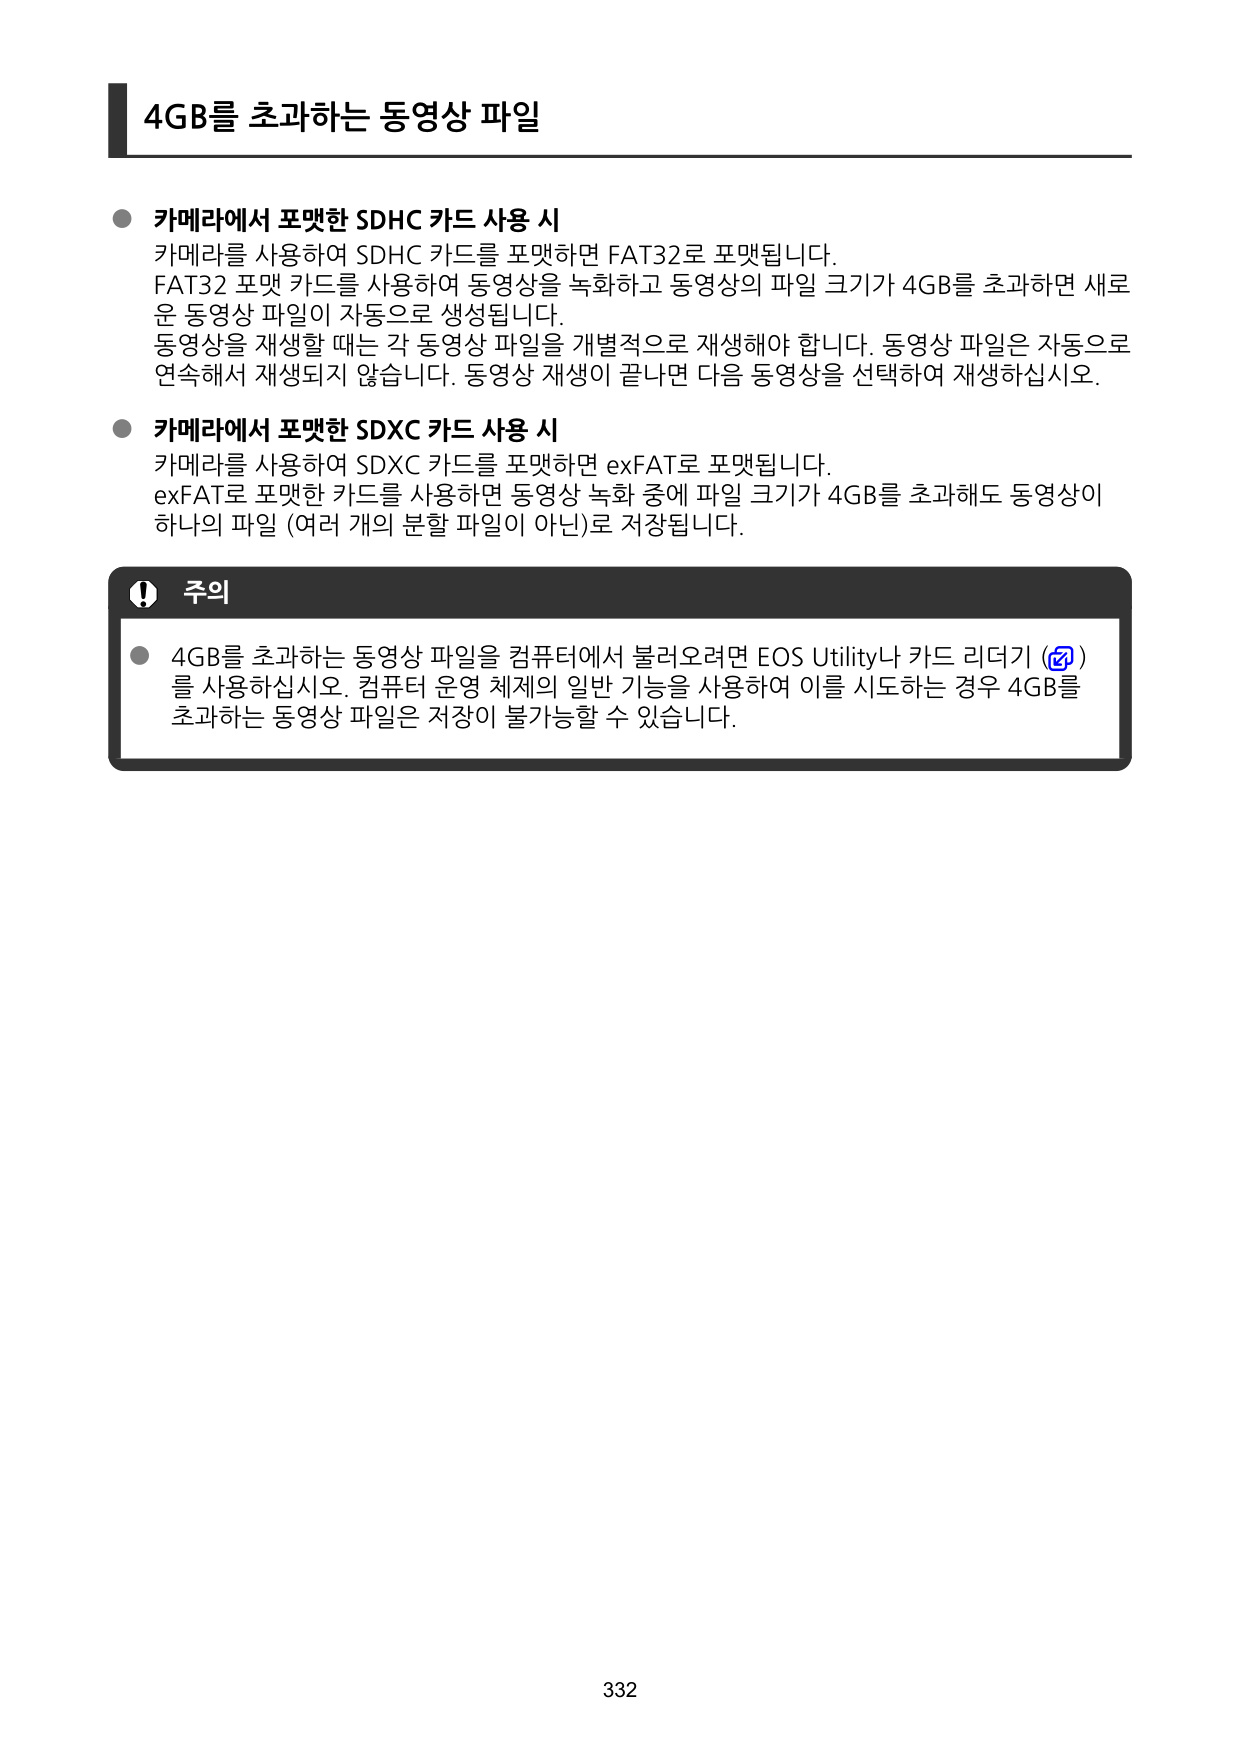 4GB를 초과하는 동영상 파일
● 카메라에서 포맷한 SDHC 카드 사용 시
카메라를 사용하여 SDHC 카드를 포맷하면 FAT32로 포맷됩니다.
FAT32 포맷 카드를 사용하여 동영상을 녹화하고 동영상의 파일 크기가 4GB를 초과하면 새로
운 동영상 파일이 자동으로 생성됩니다.
동영상을 재생할 때는 각 동영상 파일을 개별적으로 재생해야 합니다. 동영상 파일은 자동으로
연속해서 재생되지 않습니다. 동영상 재생이 끝나면 다음 동영상을 선택하여 재생하십시오.
● 카메라에서 포맷한 SDXC 카드 사용 시
카메라를 사용하여 SDXC 카드를 포맷하면 exFAT로 포맷됩니다.
exFAT로 포맷한 카드를 사용하면 동영상 녹화 중에 파일 크기가 4GB를 초과해도 동영상이
하나의 파일 (여러 개의 분할 파일이 아닌)로 저장됩니다.
주의
● 4GB를 초과하는 동영상 파일을 컴퓨터에서 불러오려면 EOS Utility나 카드 리더기 ( )
를 사용하십시오. 컴퓨터 운영 체제의 일반 기능을 사용하여 이를 시도하는 경우 4GB를
초과하는 동영상 파일은 저장이 불가능할 수 있습니다.
332